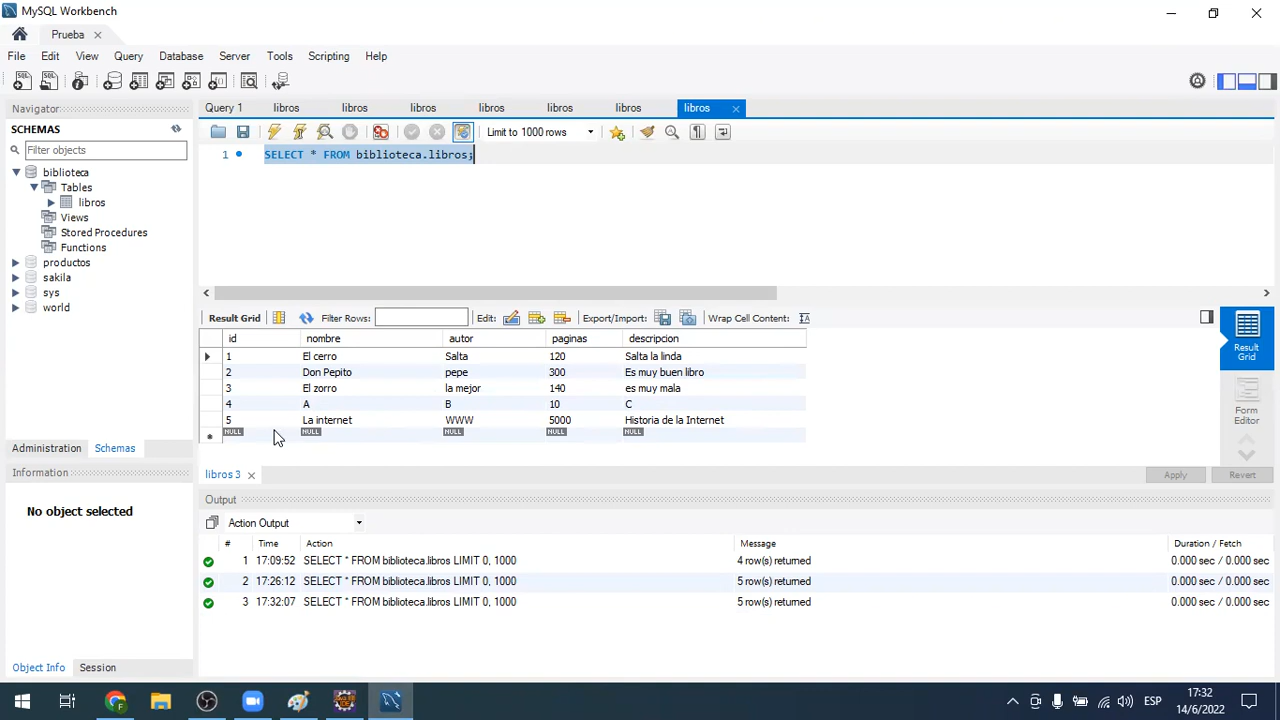 MySQL Workbench
Prueba
File Edit View Query Database Server Tools Scripting Help
Navigator
SCHEMAS
Filter objects
biblioteca
Tables
libros
Views
Stored Procedures
Functions
productos
sakila
sys
world
Administration Schemas
Information
No object selected
Object Info Session
Query 1 libros libros libros libros libros libros libros
Limit to 1000 rows
1 SELECT * FROM biblioteca.libros;
Result Grid Filter Rows: Edit: Export/Import: Wrap Cell Content:
id nombre autor paginas descripcion
1 El cerro Salta 120 Salta la linda
2 Don Pepito pepe 300 Es muy buen libro
3 El zorro la mejor 140 es muy mala
4 A B 10 C
5 La internet WWW 5000 Historia de la Internet
NULL NULL NULL NULL NULL
Result Grid
Form Editor
libros 3 Apply Revert
Output
Action Output
# Time Action Message Duration / Fetch
1 17:09:52 SELECT * FROM biblioteca.libros LIMIT 0, 1000 4 row(s) returned 0.000 sec / 0.000 sec
2 17:26:12 SELECT * FROM biblioteca.libros LIMIT 0, 1000 5 row(s) returned 0.000 sec / 0.000 sec
3 17:32:07 SELECT * FROM biblioteca.libros LIMIT 0, 1000 5 row(s) returned 0.000 sec / 0.000 sec
ESP
17:32
14/6/2022